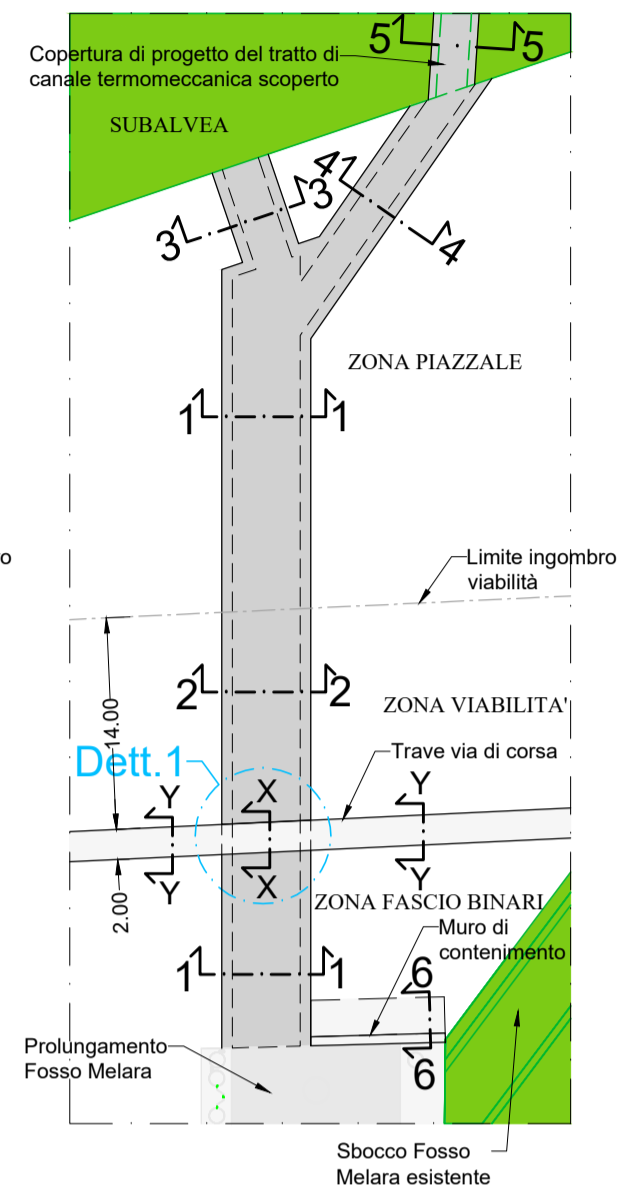 5 5
Copertura di progetto del tratto di
canale termomeccanica scoperto
SUBALVEA
4
3
3
4
ZONA PIAZZALE
1 1
ro
Limite ingombro
viabilità
2 2
14.00
ZONA VIABILITA'
Trave via di corsa
Dett.1
Y
X
Y
Y
X
Y
2.00
ZONA FASCIO BINARI
Muro di
contenimento
1 1
6
Prolungamento
Fosso Melara
6
Sbocco Fosso
Melara esistente